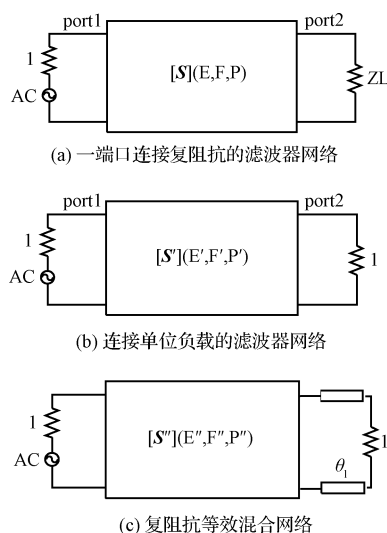 port1
port2
1
AC
[S](E,F,P)
ZL
(a) 一端口连接复阻抗的滤波器网络
port1
port2
1
AC
[S′](E′,F′,P′)
1
(b) 连接单位负载的滤波器网络
1
AC
[S″](E″,F″,P″)
1
θ₁
(c) 复阻抗等效混合网络